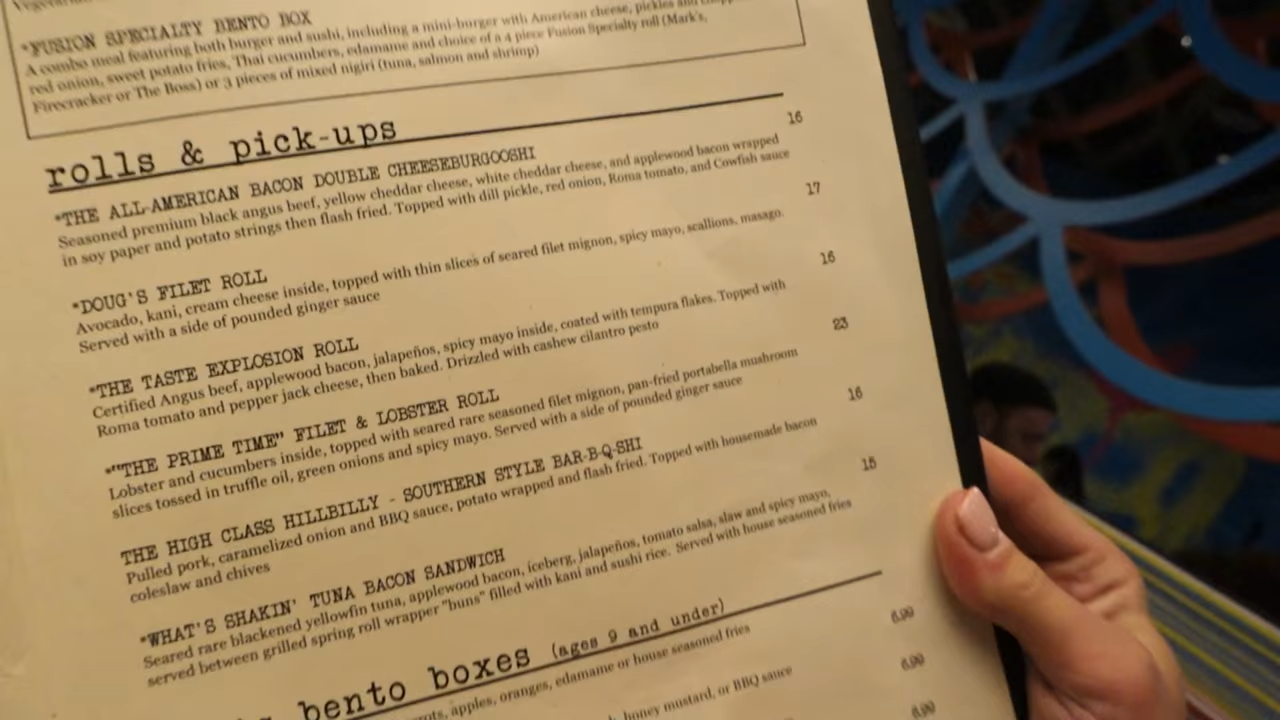 *FUSION SPECIALTY BENTO BOX
A combo meal featuring both burger and sushi, including a mini-burger with American cheese, pickles and
red onion, sweet potato fries, Thai cucumbers, edamame and choice of a 4 piece Fusion Specialty roll (Mark's,
Firecracker or The Boss) or 3 pieces of mixed nigiri (tuna, salmon and shrimp)
rolls & pick-ups
*THE ALL-AMERICAN BACON DOUBLE CHEESEBURGOOSHI 16
Seasoned premium black angus beef, yellow cheddar cheese, white cheddar cheese, and applewood bacon wrapped
in soy paper and potato strings then flash fried. Topped with dill pickle, red onion, Roma tomato, and Cowfish sauce
*DOUG'S FILET ROLL 17
Avocado, kani, cream cheese inside, topped with thin slices of seared filet mignon, spicy mayo, scallions, masago.
Served with a side of pounded ginger sauce
*THE TASTE EXPLOSION ROLL 16
Certified Angus beef, applewood bacon, jalapeños, spicy mayo inside, coated with tempura flakes. Topped with
Roma tomato and pepper jack cheese, then baked. Drizzled with cashew cilantro pesto
*"THE PRIME TIME" FILET & LOBSTER ROLL 23
Lobster and cucumbers inside, topped with seared rare seasoned filet mignon, pan-fried portabella mushroom
slices tossed in truffle oil, green onions and spicy mayo. Served with a side of pounded ginger sauce
THE HIGH CLASS HILLBILLY - SOUTHERN STYLE BAR-B-Q-SHI 16
Pulled pork, caramelized onion and BBQ sauce, potato wrapped and flash fried. Topped with housemade bacon
coleslaw and chives
*WHAT'S SHAKIN' TUNA BACON SANDWICH 15
Seared rare blackened yellowfin tuna, applewood bacon, iceberg, jalapeños, tomato salsa, slaw and spicy mayo,
served between grilled spring roll wrapper "buns" filled with kani and sushi rice. Served with house seasoned fries
bento boxes (ages 9 and under)
6.99
apples, oranges, edamame or house seasoned fries
6.99
honey mustard, or BBQ sauce
6.99